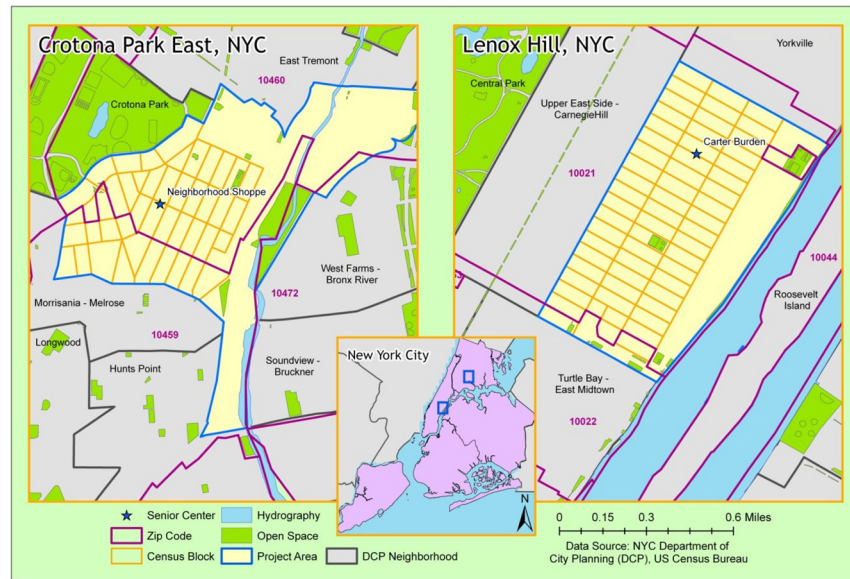 Crotona Park East, NYC
East Tremont
10460
Crotona Park
Neighborhood Shoppe
West Farms -
Bronx River
10472
Morrisania - Melrose
10459
Longwood
Hunts Point
Soundview -
Bruckner
Lenox Hill, NYC
Yorkville
Central Park
Upper East Side -
CarnegieHill
Carter Burden
10021
10044
Roosevelt
Island
Turtle Bay -
East Midtown
10022
New York City
N
Senior Center
Hydrography
Zip Code
Open Space
Census Block
Project Area
DCP Neighborhood
0 0.15 0.3 0.6 Miles
Data Source: NYC Department of
City Planning (DCP), US Census Bureau